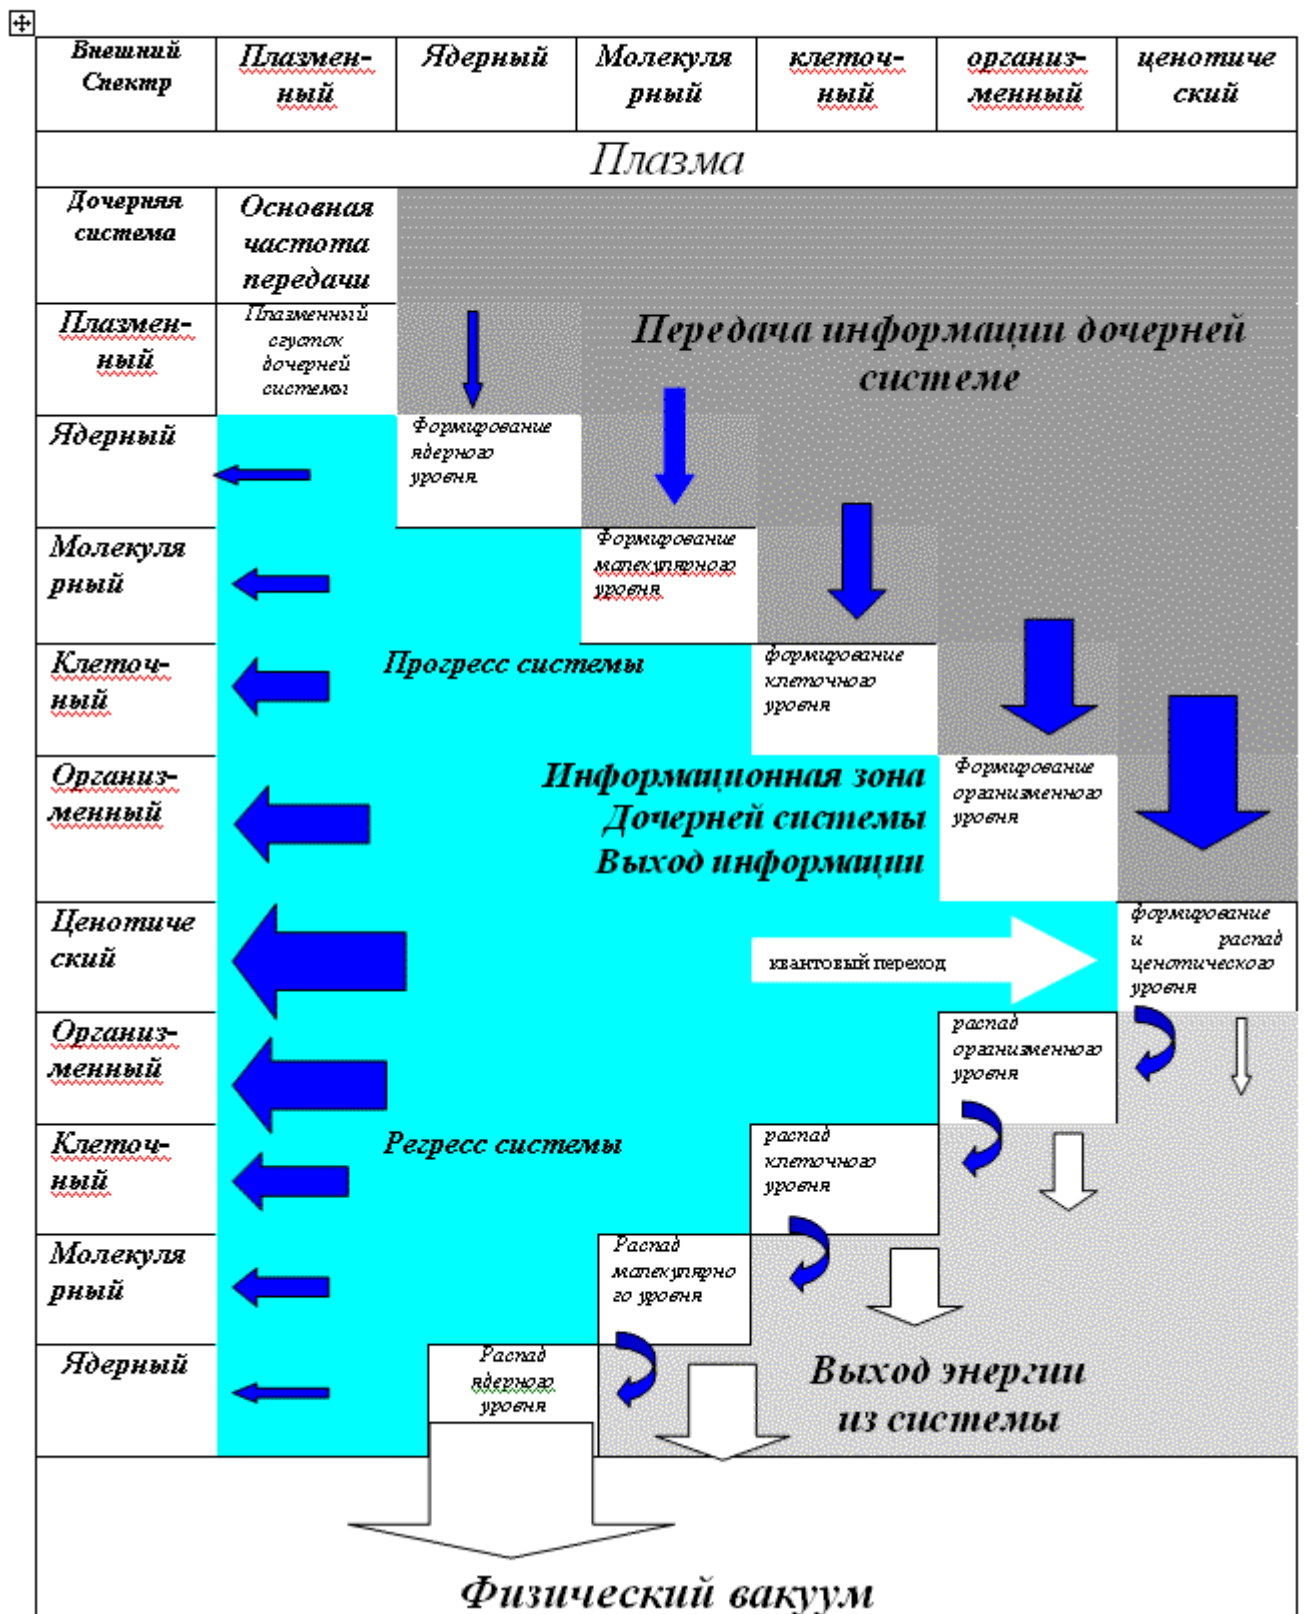 Внешний
Спектр
Плазмен-
ный
Ядерный
Молекуля
рный
клеточ-
ный
организ-
менный
ценотиче
ский
Плазма
Дочерняя
система
Основная
частота
передачи
Плазмен-
ный
Плазменный
сгусток
дочерней
системы
Передача информации дочерней
системе
Ядерный
Формирование
ядерного
уровня.
Молекуля
рный
Формирование
малекулярного
уровня.
Клеточ-
ный
Прогресс системы
формирование
клеточного
уровня
Организ-
менный
Информационная зона
Дочерней системы
Выход информации
Формирование
организменного
уровня
Ценотиче
ский
квантовый переход
формирование
и распад
ценотического
уровня
Организ-
менный
распад
организменного
уровня
Клеточ-
ный
Регресс системы
распад
клеточного
уровня
Молекуля
рный
Распад
малекулярно
го уровня
Ядерный
Распад
ядерного
уровня
Выход энергии
из системы
Физический вакуум